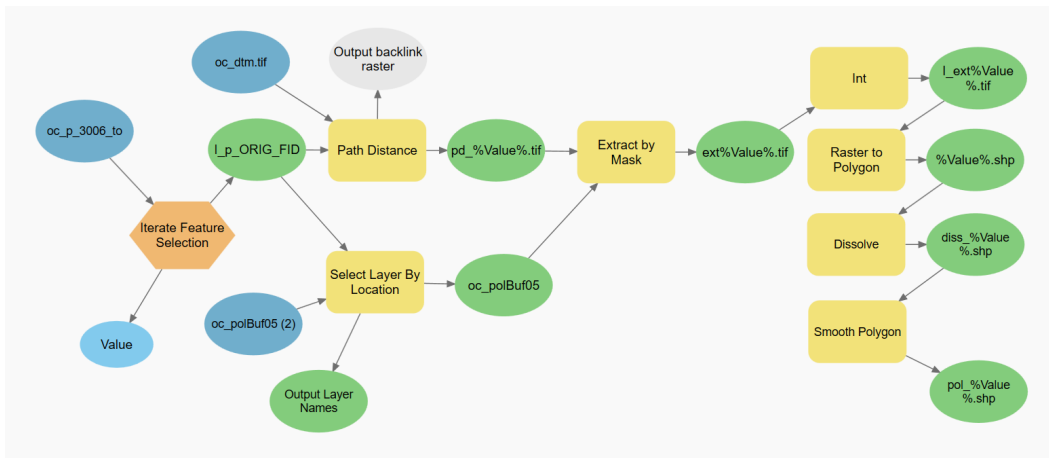 oc_dtm.tif
Output backlink
raster
oc_p_3006_to
I_p_ORIG_FID
Path Distance
pd_%Value%.tif
Extract by
Mask
ext%Value%.tif
Int
I_ext%Value
%.tif
Raster to
Polygon
%Value%.shp
Iterate Feature
Selection
Dissolve
diss_%Value
%.shp
Select Layer By
Location
oc_polBuf05
oc_polBuf05 (2)
Value
Smooth Polygon
Output Layer
Names
pol_%Value
%.shp